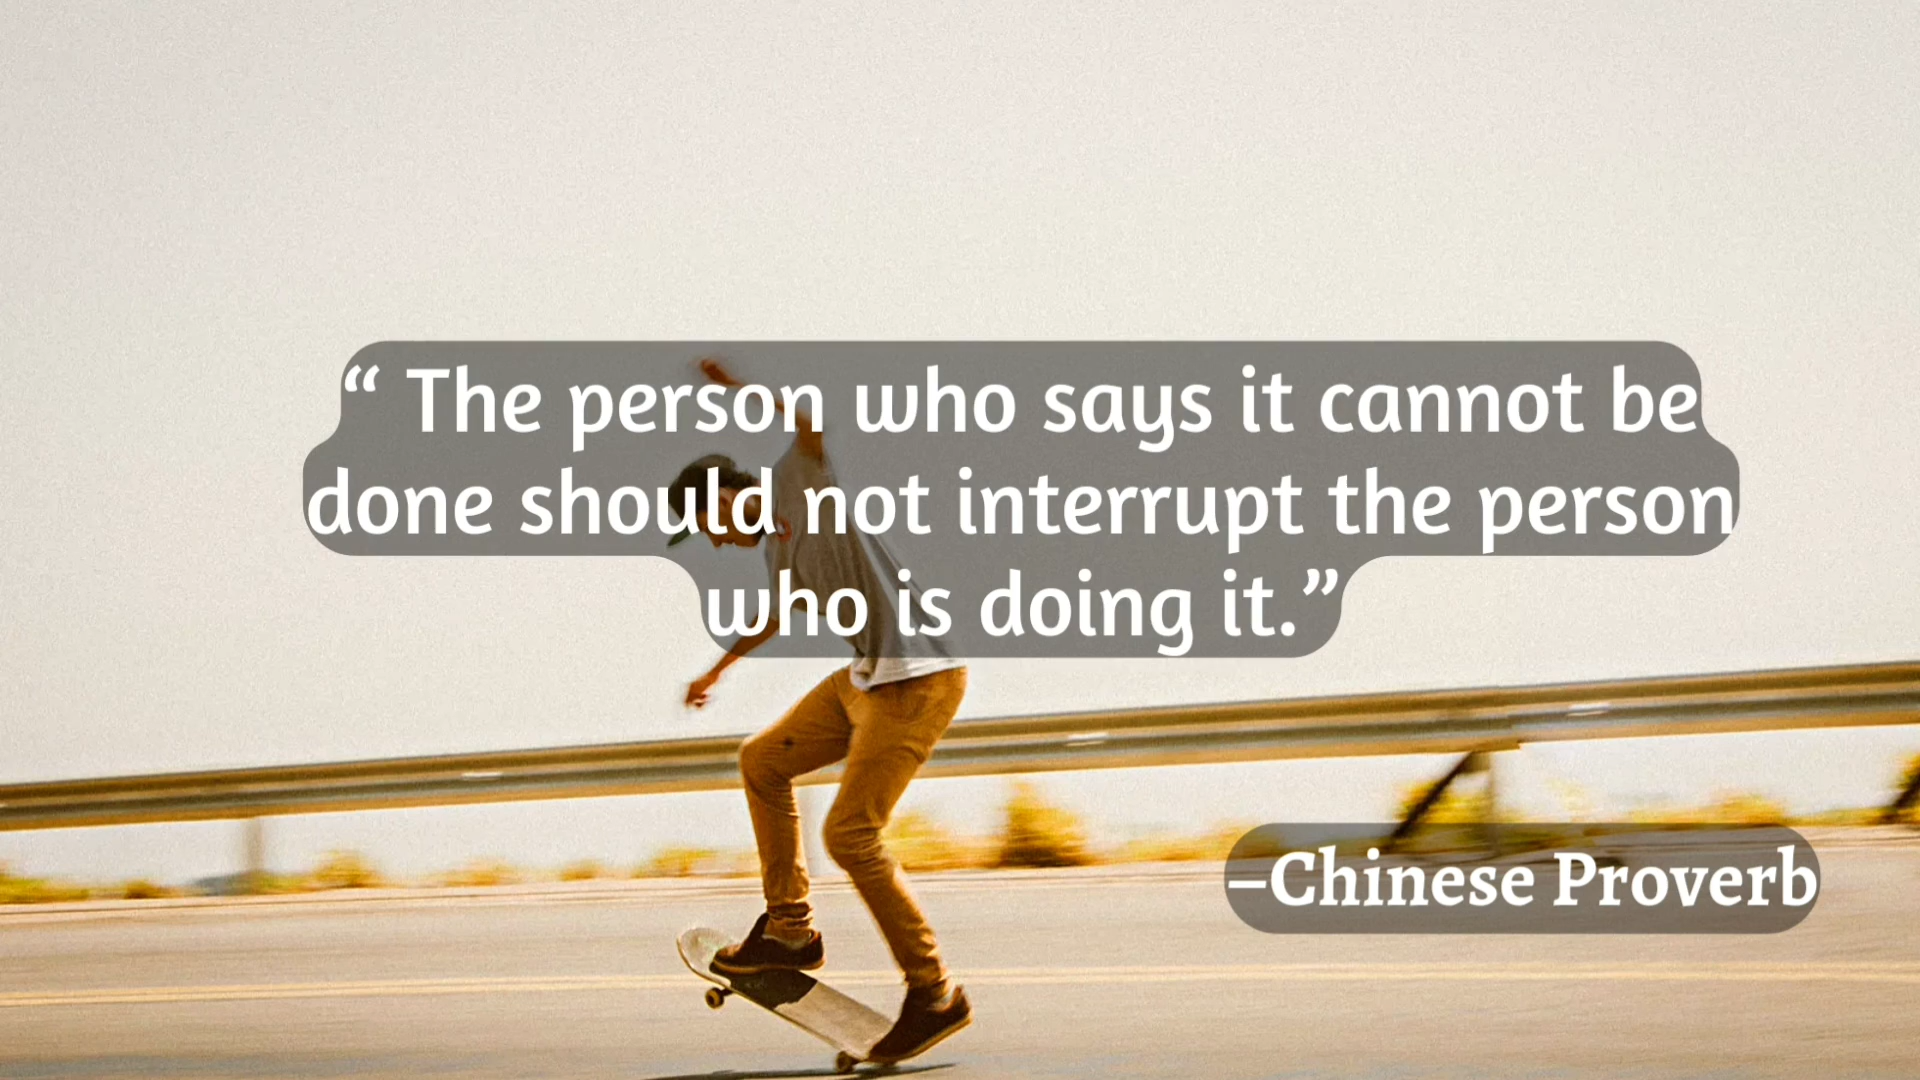 “ The person who says it cannot be
done should not interrupt the person
who is doing it.”
–Chinese Proverb